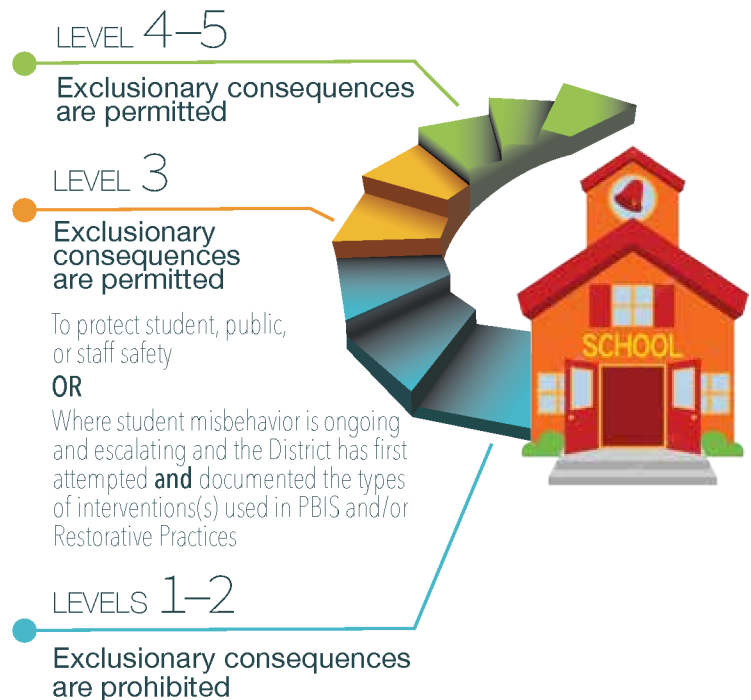 LEVEL 4–5
Exclusionary consequences
are permitted
LEVEL 3
Exclusionary
consequences
are permitted
To protect student, public,
or staff safety
OR
Where student misbehavior is ongoing
and escalating and the District has first
attempted and documented the types
of interventions(s) used in PBIS and/or
Restorative Practices
SCHOOL
LEVELS 1–2
Exclusionary consequences
are prohibited